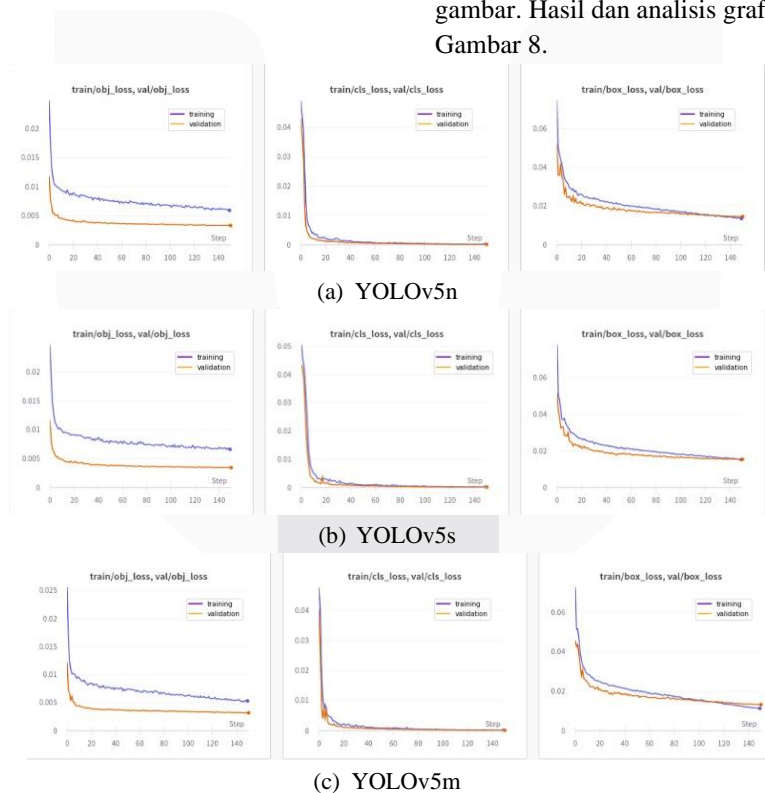 gambar. Hasil dan analisis graf
Gambar 8.
train/obj_loss, val/obj_loss
training
validation
0.02
0.015
0.01
0.005
0
Step
0 20 40 60 80 100 120 140
train/cls_loss, val/cls_loss
training
validation
0.04
0.03
0.02
0.01
0
Step
0 20 40 60 80 100 120 140
train/box_loss, val/box_loss
training
validation
0.06
0.04
0.02
0
Step
0 20 40 60 80 100 120 140
(a) YOLOv5n
train/obj_loss, val/obj_loss
training
validation
0.02
0.015
0.01
0.005
0
Step
0 20 40 60 80 100 120 140
train/cls_loss, val/cls_loss
training
validation
0.05
0.04
0.03
0.02
0.01
0
Step
0 20 40 60 80 100 120 140
train/box_loss, val/box_loss
training
validation
0.06
0.04
0.02
0
Step
0 20 40 60 80 100 120 140
(b) YOLOv5s
train/obj_loss, val/obj_loss
training
validation
0.025
0.02
0.015
0.01
0.005
0
Step
0 20 40 60 80 100 120 140
train/cls_loss, val/cls_loss
training
validation
0.04
0.03
0.02
0.01
0
Step
0 20 40 60 80 100 120 140
train/box_loss, val/box_loss
training
validation
0.06
0.04
0.02
0
Step
0 20 40 60 80 100 120 140
(c) YOLOv5m